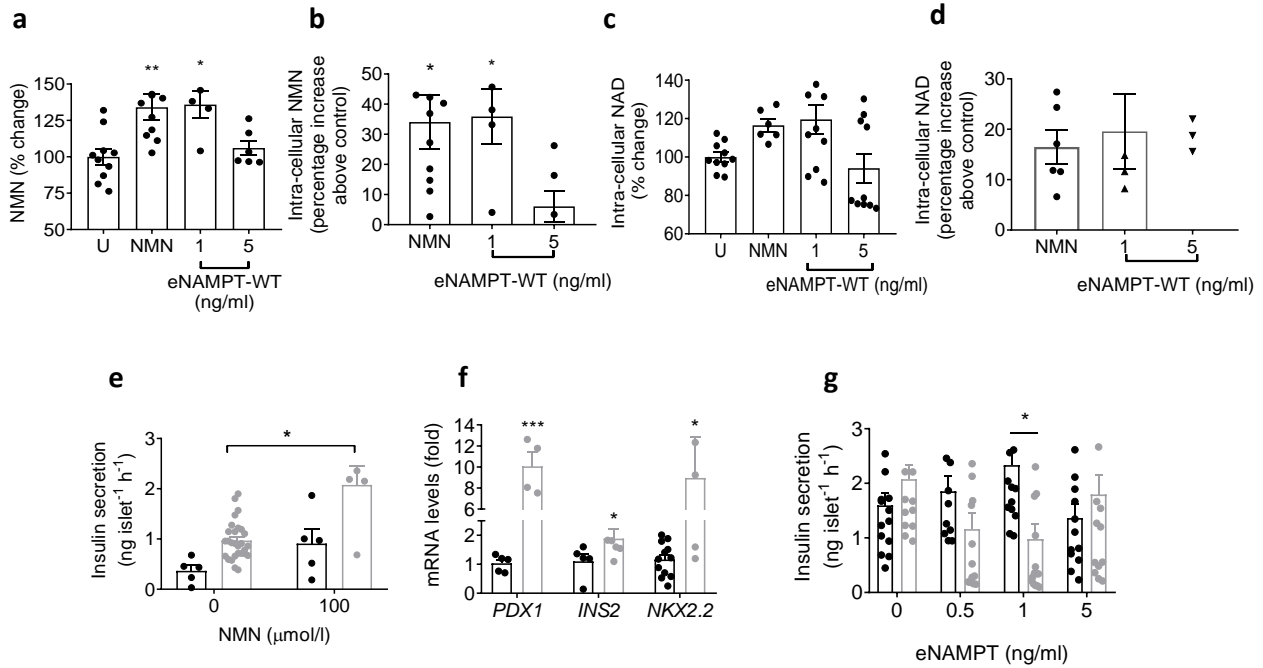 a
NMN (% change)
150
100
50
**
*
U NMN 1 5
eNAMPT-WT
(ng/ml)
b
Intra-cellular NMN
(percentage increase
above control)
50
40
30
20
10
0
*
*
NMN 1 5
eNAMPT-WT (ng/ml)
c
Intra-cellular NAD
(% change)
140
120
100
80
60
U NMN 1 5
eNAMPT-WT (ng/ml)
d
Intra-cellular NAD
(percentage increase
above control)
30
20
10
0
NMN 1 5
eNAMPT-WT (ng/ml)
e
Insulin secretion
(ng islet⁻¹ h⁻¹)
3
2
1
0
*
0 100
NMN (μmol/l)
f
mRNA levels (fold)
14
12
10
8
6
2
1
0
***
*
*
PDX1 INS2 NKX2.2
g
Insulin secretion
(ng islet⁻¹ h⁻¹)
3
2
1
0
*
0 0.5 1 5
eNAMPT (ng/ml)